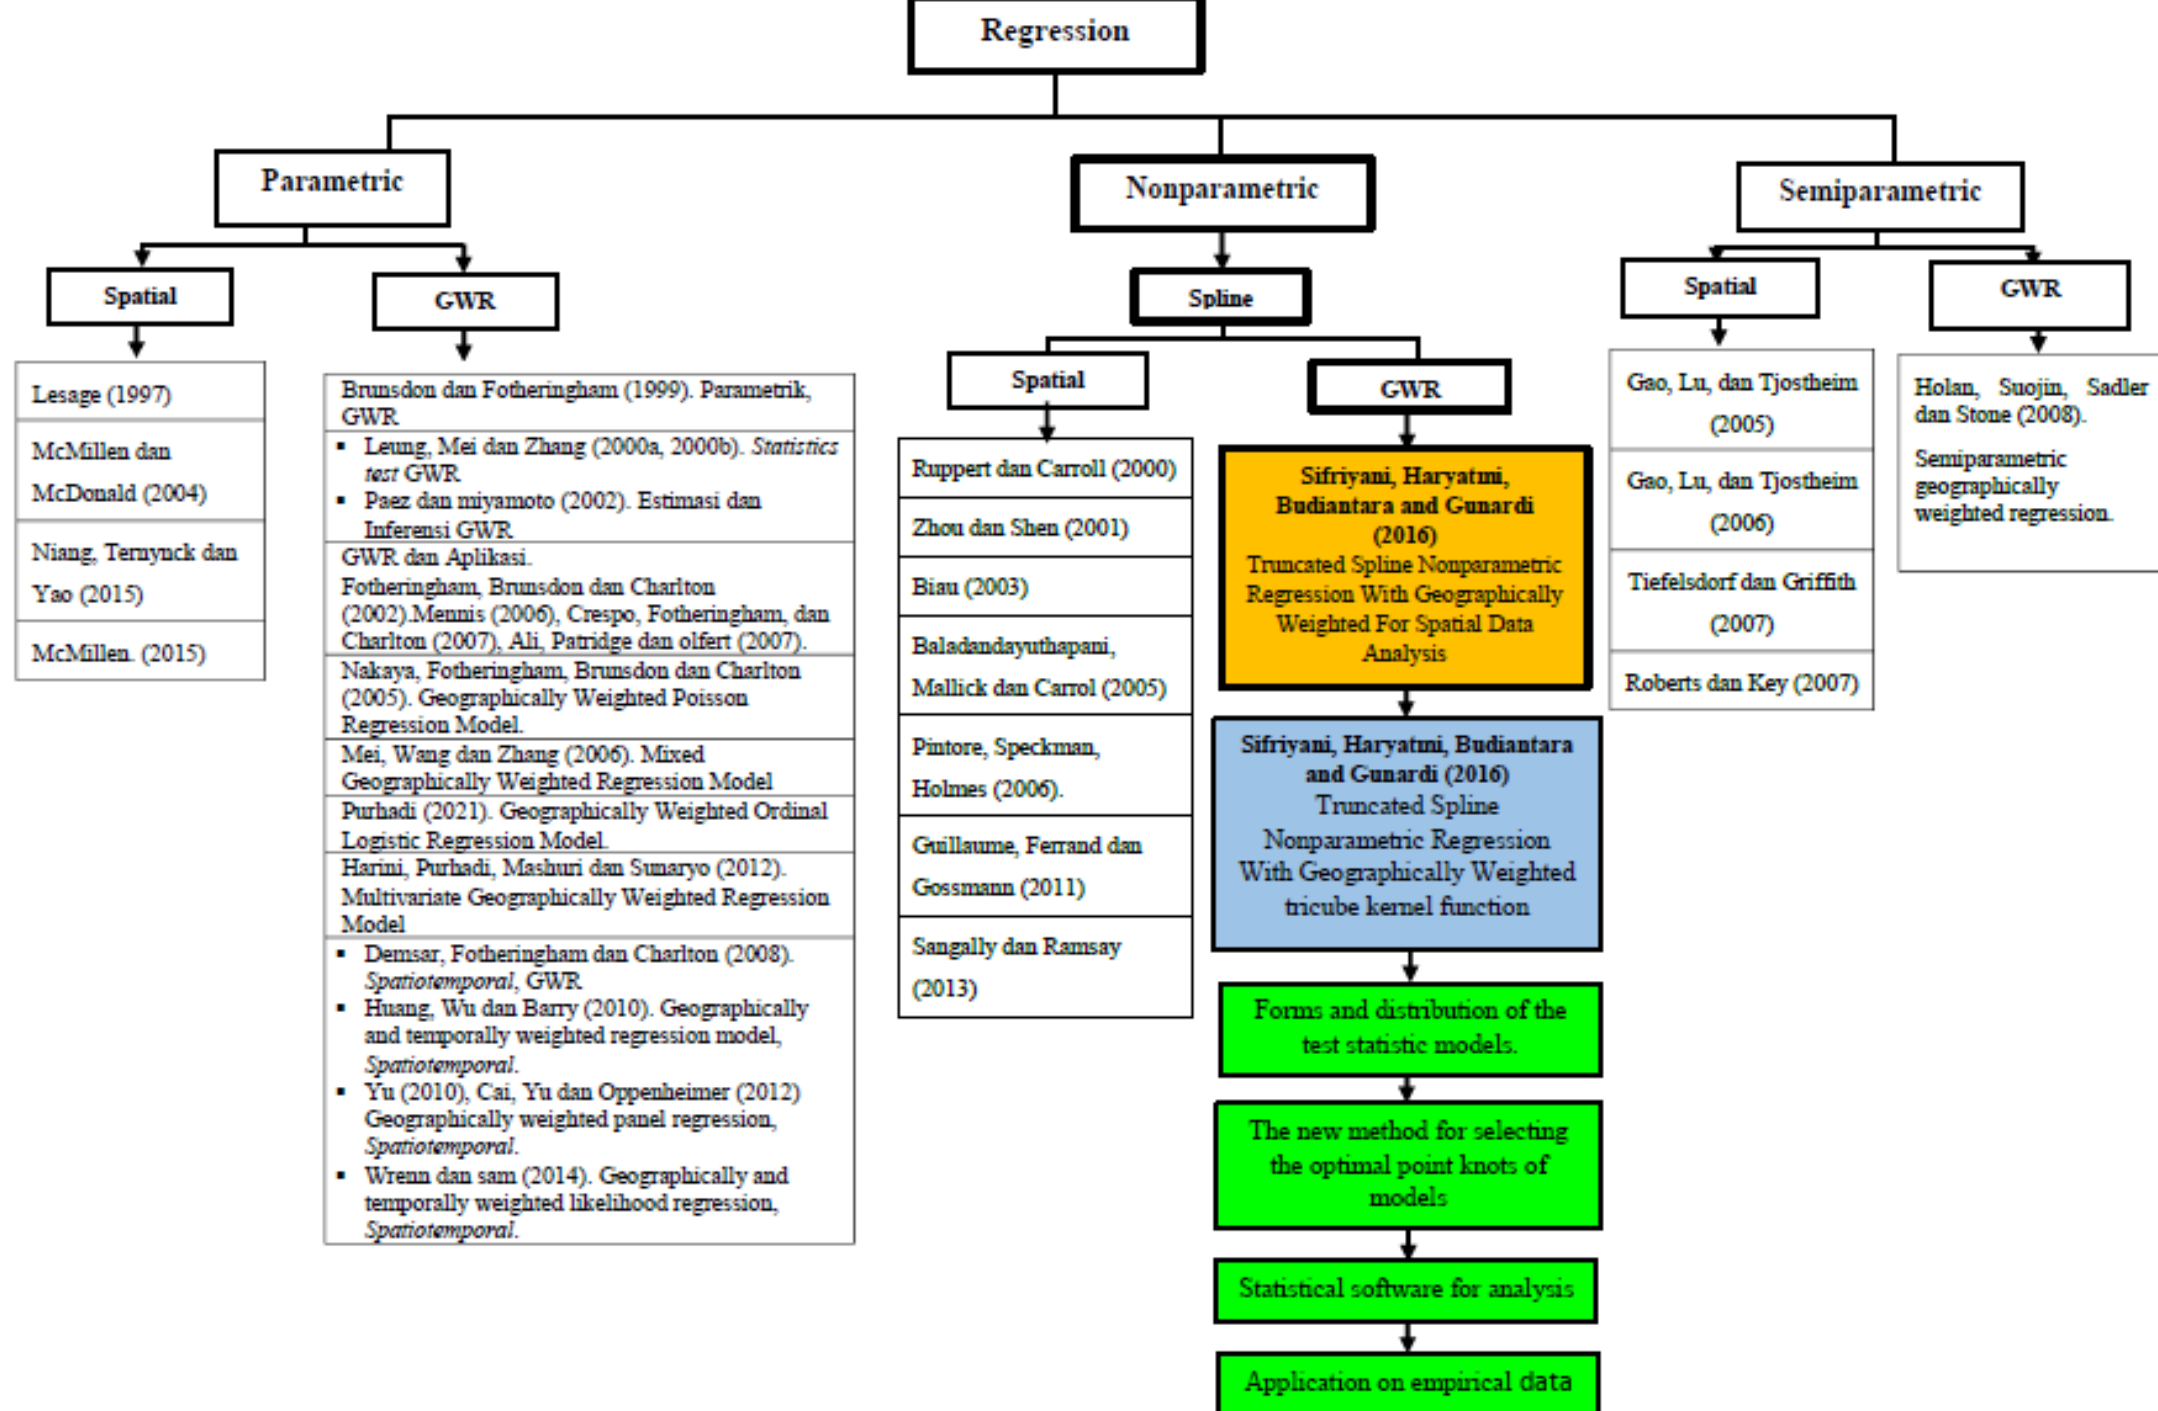 Regression
Parametric
Nonparametric
Semiparametric
Spatial
GWR
Spline
Spatial
GWR
Spatial
GWR
Lesage (1997)
McMillen dan
McDonald (2004)
Niang, Ternynck dan
Yao (2015)
McMillen. (2015)
Brunsdon dan Fotheringham (1999). Parametrik,
GWR
▪ Leung, Mei dan Zhang (2000a, 2000b). Statistics
test GWR
▪ Paez dan miyamoto (2002). Estimasi dan
Inferensi GWR
GWR dan Aplikasi.
Fotheringham, Brunsdon dan Charlton
(2002).Mennis (2006), Crespo, Fotheringham, dan
Charlton (2007), Ali, Patridge dan olfert (2007).
Nakaya, Fotheringham, Brunsdon dan Charlton
(2005). Geographically Weighted Poisson
Regression Model.
Mei, Wang dan Zhang (2006). Mixed
Geographically Weighted Regression Model
Purhadi (2021). Geographically Weighted Ordinal
Logistic Regression Model.
Harini, Purhadi, Mashuri dan Sunaryo (2012).
Multivariate Geographically Weighted Regression
Model
▪ Demsar, Fotheringham dan Charlton (2008).
Spatiotemporal, GWR
▪ Huang, Wu dan Barry (2010). Geographically
and temporally weighted regression model,
Spatiotemporal.
▪ Yu (2010), Cai, Yu dan Oppenheimer (2012)
Geographically weighted panel regression,
Spatiotemporal.
▪ Wrenn dan sam (2014). Geographically and
temporally weighted likelihood regression,
Spatiotemporal.
Ruppert dan Carroll (2000)
Zhou dan Shen (2001)
Biau (2003)
Baladandayuthapani,
Mallick dan Carrol (2005)
Pintore, Speckman,
Holmes (2006).
Guillaume, Ferrand dan
Gossmann (2011)
Sangally dan Ramsay
(2013)
Sifriyani, Haryatmi,
Budiantara and Gunardi
(2016)
Truncated Spline Nonparametric
Regression With Geographically
Weighted For Spatial Data
Analysis
Sifriyani, Haryatmi, Budiantara
and Gunardi (2016)
Truncated Spline
Nonparametric Regression
With Geographically Weighted
tricube kernel function
Forms and distribution of the
test statistic models.
The new method for selecting
the optimal point knots of
models
Statistical software for analysis
Application on empirical data
Gao, Lu, dan Tjostheim
(2005)
Gao, Lu, dan Tjostheim
(2006)
Tiefelsdorf dan Griffith
(2007)
Roberts dan Key (2007)
Holan, Suojin, Sadler
dan Stone (2008).
Semiparametric
geographically
weighted regression.